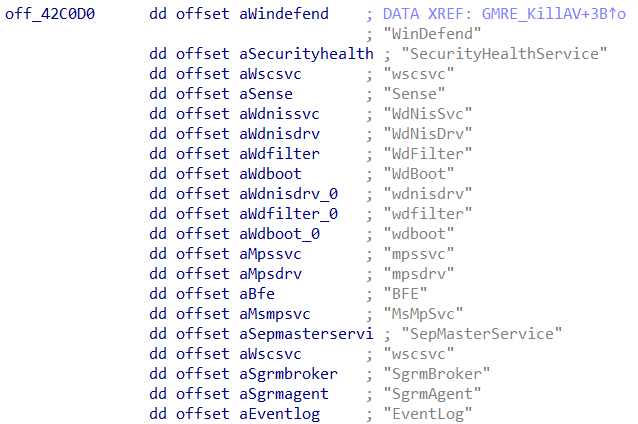 off_42C0D0 dd offset aWindefend ; DATA XREF: GMRE_KillAV+3B↑o
; "WinDefend"
dd offset aSecurityhealth ; "SecurityHealthService"
dd offset aWscsvc ; "wscsvc"
dd offset aSense ; "Sense"
dd offset aWdnissvc ; "WdNisSvc"
dd offset aWdnisdrv ; "WdNisDrv"
dd offset aWdfilter ; "WdFilter"
dd offset aWdboot ; "WdBoot"
dd offset aWdnisdrv_0 ; "wdnisdrv"
dd offset aWdfilter_0 ; "wdfilter"
dd offset aWdboot_0 ; "wdboot"
dd offset aMpssvc ; "mpssvc"
dd offset aMpsdrv ; "mpsdrv"
dd offset aBfe ; "BFE"
dd offset aMsmpsvc ; "MsMpSvc"
dd offset aSepmasterservi ; "SepMasterService"
dd offset aWscsvc ; "wscsvc"
dd offset aSgrmbroker ; "SgrmBroker"
dd offset aSgrmagent ; "SgrmAgent"
dd offset aEventlog ; "EventLog"